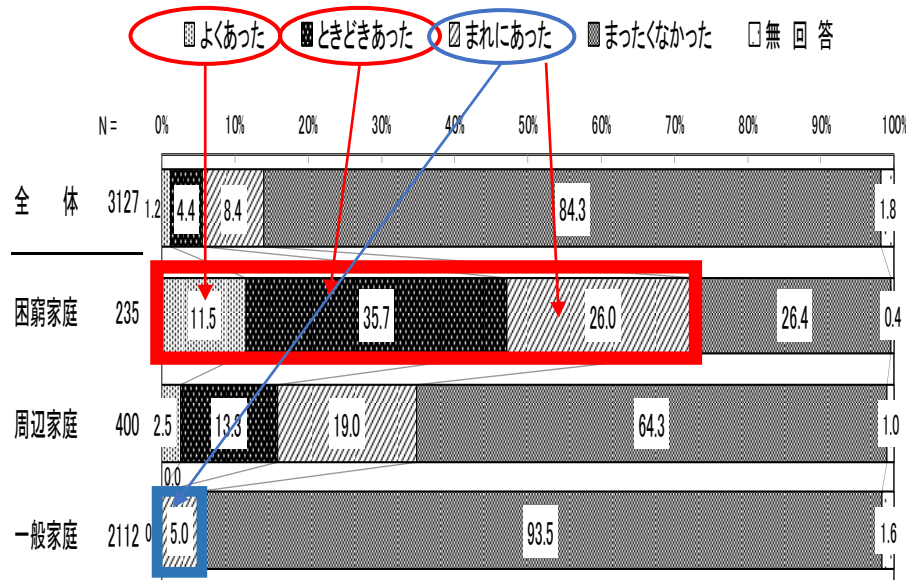 よくあった ときどきあった まれにあった まったくなかった 無 回 答
N = 0% 10% 20% 30% 40% 50% 60% 70% 80% 90% 100%
全 体 3127 1.2 4.4 8.4 84.3 1.8
困窮家庭 235 11.5 35.7 26.0 26.4 0.4
周辺家庭 400 2.5 13.3 19.0 64.3 1.0
0.0
一般家庭 2112 0 5.0 93.5 1.6